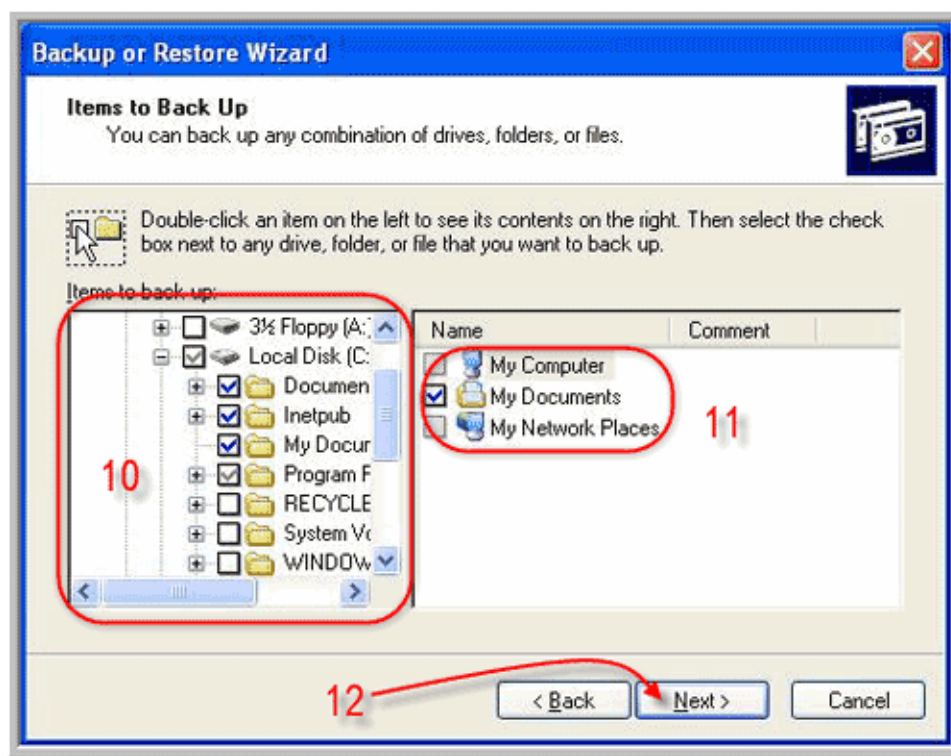 Backup or Restore Wizard
Items to Back Up
You can back up any combination of drives, folders, or files.
Double-click an item on the left to see its contents on the right. Then select the check
box next to any drive, folder, or file that you want to back up.
Items to back up:
3½ Floppy (A:)
Local Disk (C:
Documen
Inetpub
My Docur
Program F
RECYCLE
System Vo
WINDOW
10
Name Comment
My Computer
My Documents
My Network Places
11
12
< Back Next > Cancel